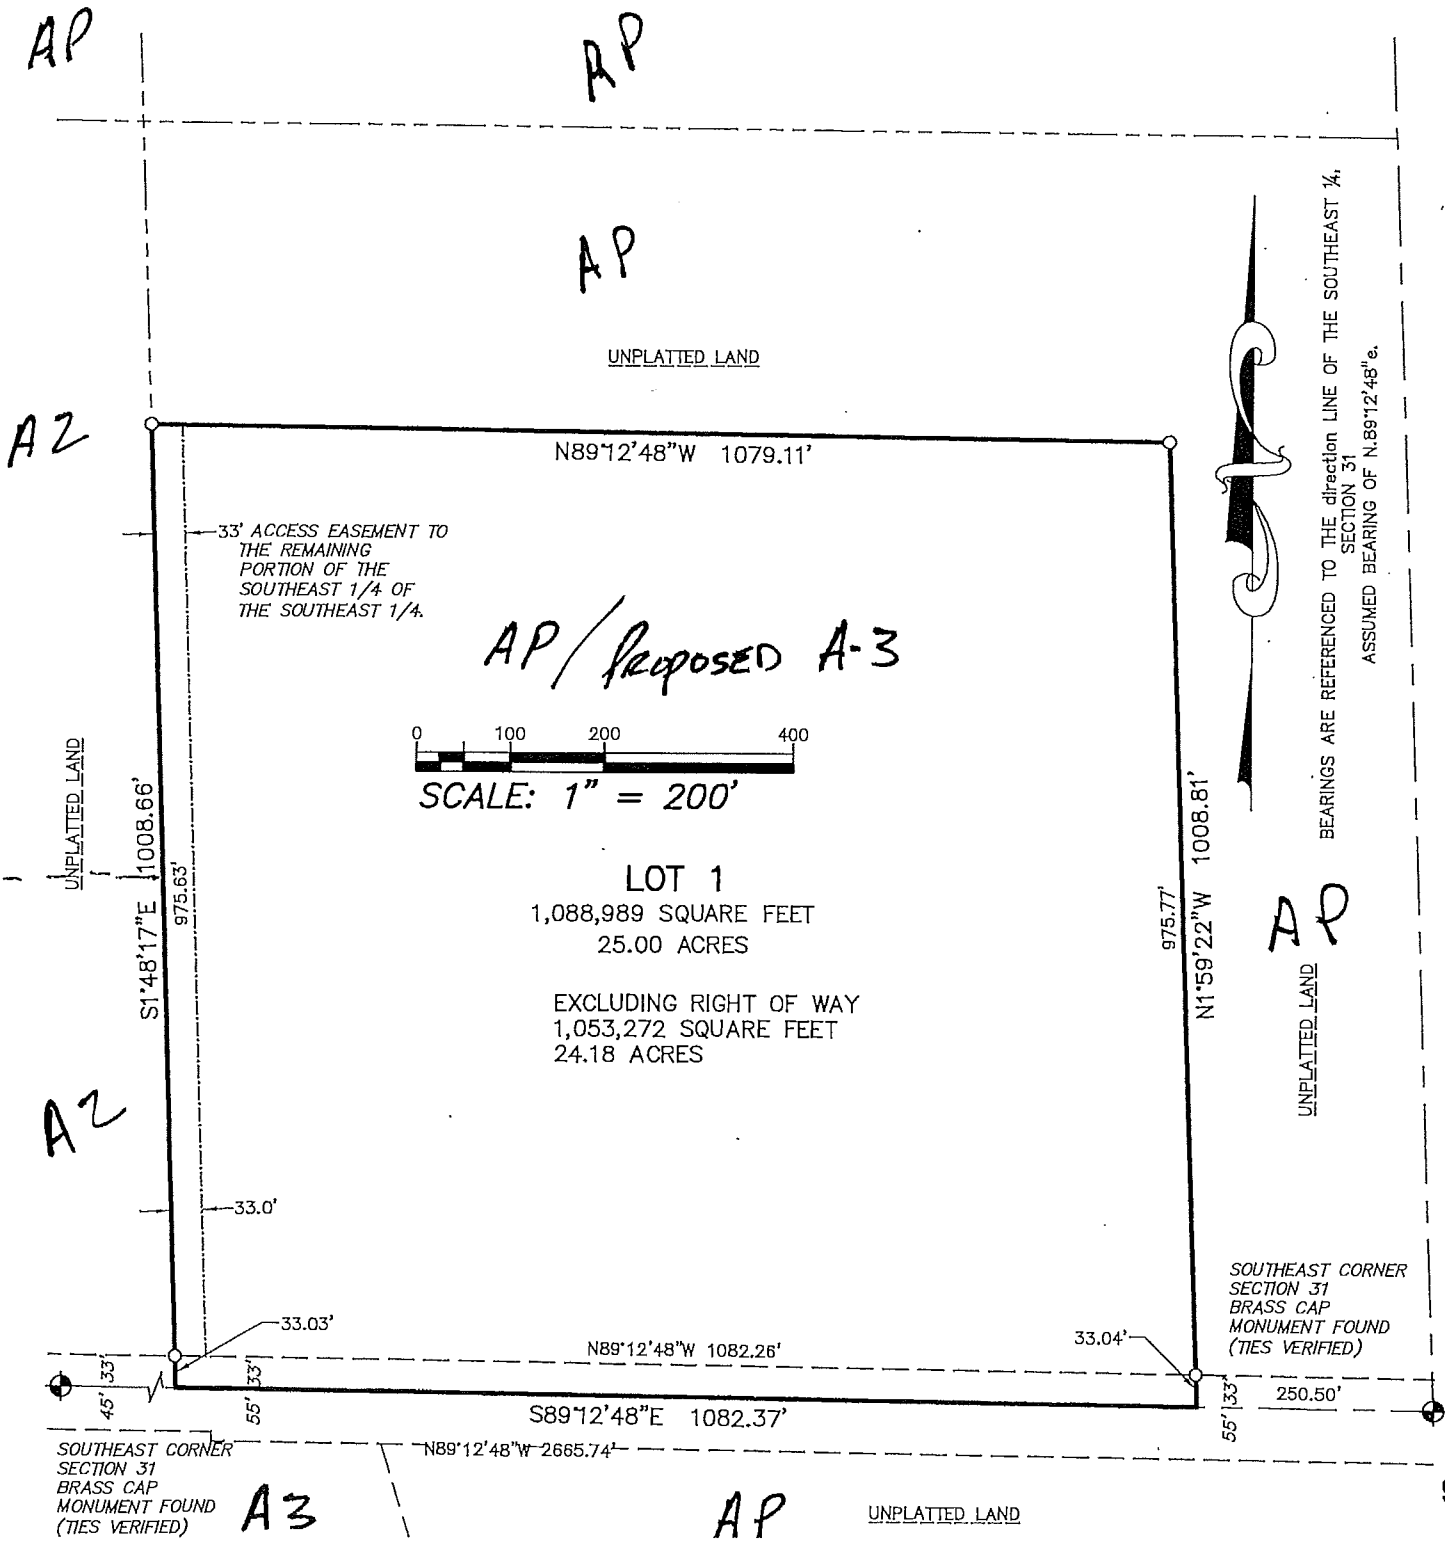 AP
AP
AP
UNPLATTED LAND
A2
N89°12'48"W 1079.11'
33' ACCESS EASEMENT TO
THE REMAINING
PORTION OF THE
SOUTHEAST 1/4 OF
THE SOUTHEAST 1/4.
AP/PROPOSED A-3
0 100 200 400
SCALE: 1" = 200'
LOT 1
1,088,989 SQUARE FEET
25.00 ACRES
EXCLUDING RIGHT OF WAY
1,053,272 SQUARE FEET
24.18 ACRES
UNPLATTED LAND
S1°48'17"E 1008.66'
975.63'
975.77'
N1°59'22"W 1008.81'
BEARINGS ARE REFERENCED TO THE direction LINE OF THE SOUTHEAST ¼,
SECTION 31
ASSUMED BEARING OF N.89°12'48"e.
AP
UNPLATTED LAND
A2
33.0'
33.03'
33.04'
N89°12'48"W 1082.26'
SOUTHEAST CORNER
SECTION 31
BRASS CAP
MONUMENT FOUND
(TIES VERIFIED)
45' 33'
55' 33'
55' 33'
250.50'
S89°12'48"E 1082.37'
N89°12'48"W 2665.74'
SOUTHEAST CORNER
SECTION 31
BRASS CAP
MONUMENT FOUND
(TIES VERIFIED)
A3
AP
UNPLATTED LAND